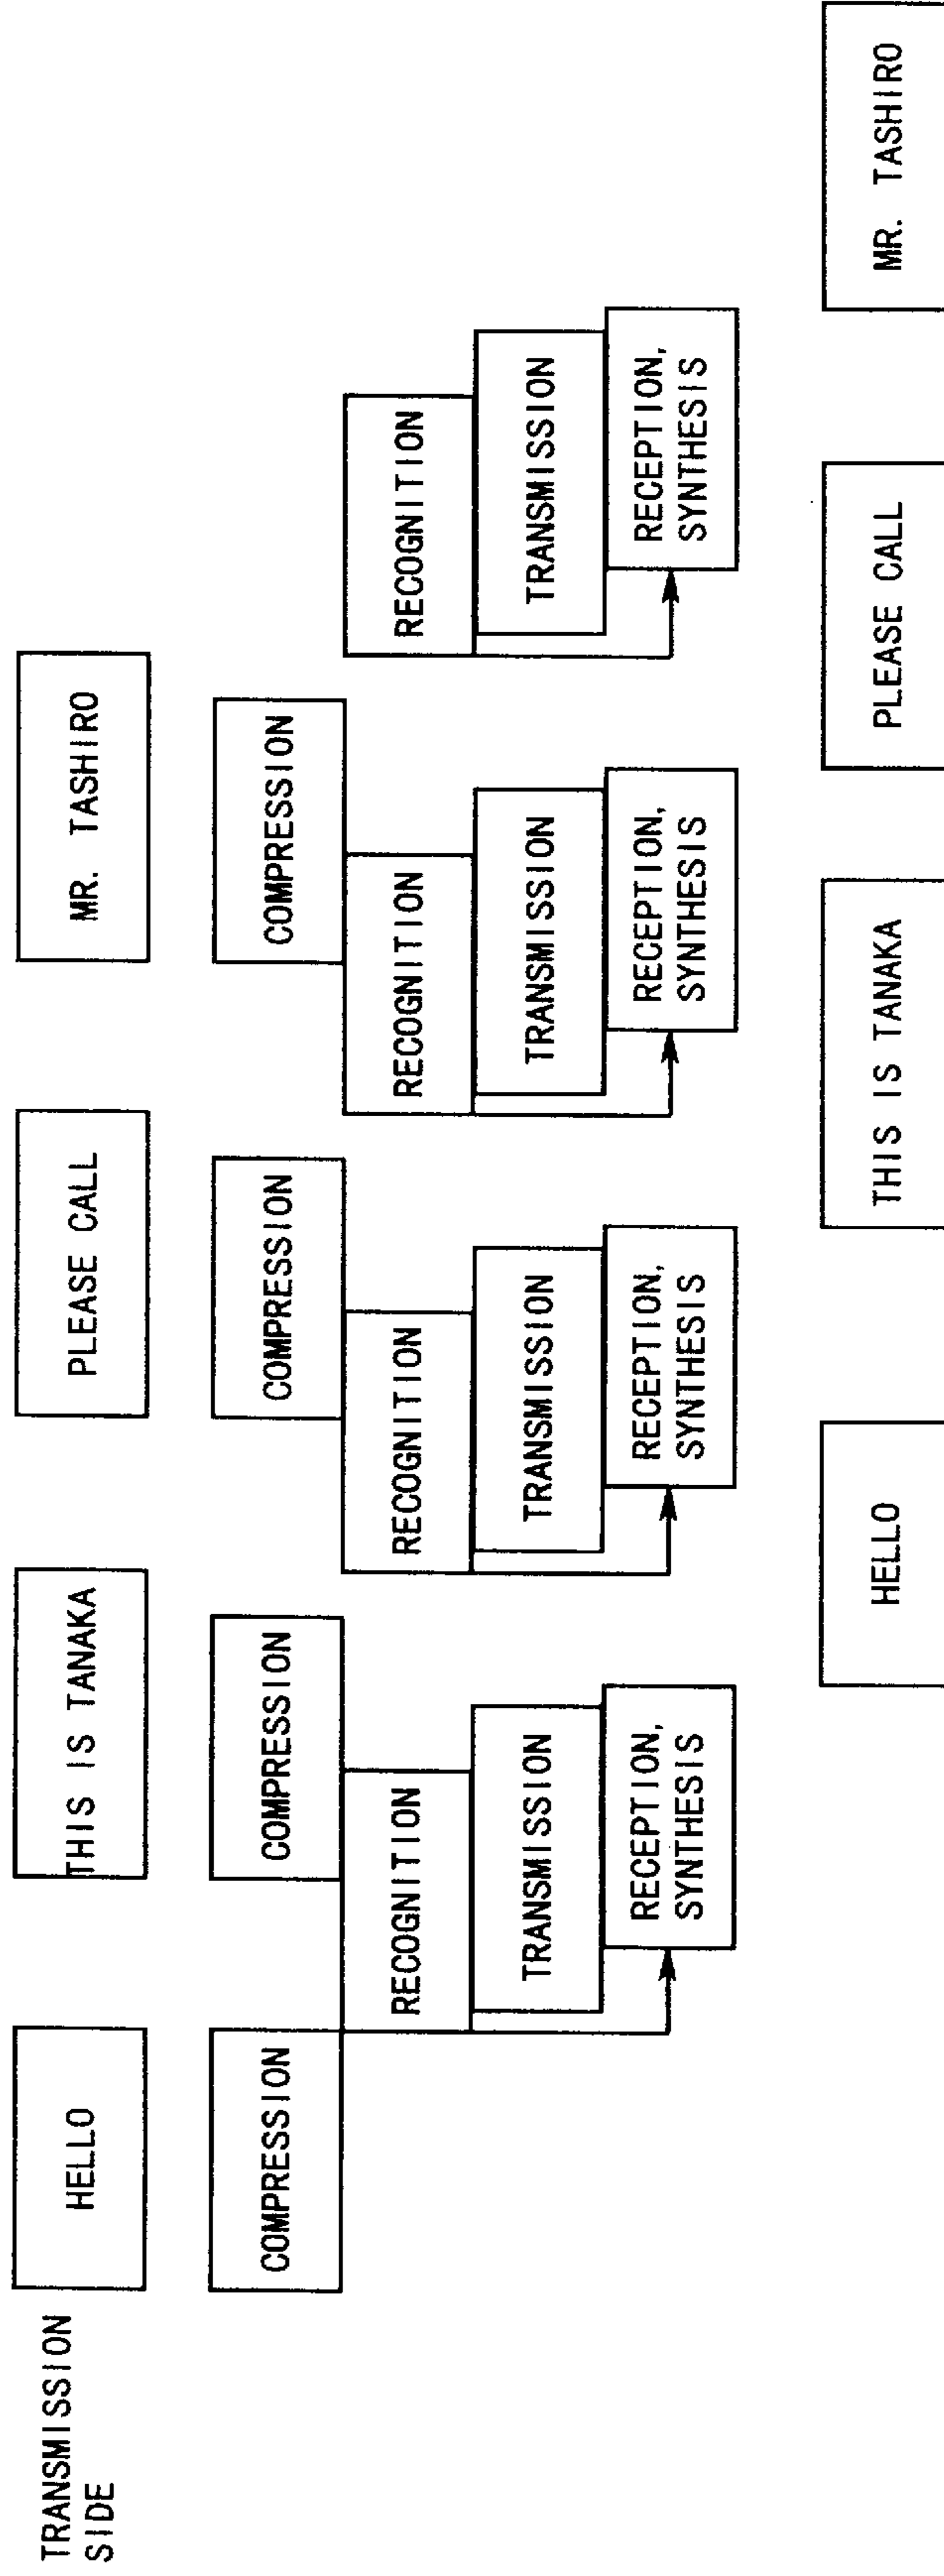 TRANSMISSION
SIDE
HELLO
THIS IS TANAKA
PLEASE CALL
MR. TASHIRO
COMPRESSION
COMPRESSION
COMPRESSION
COMPRESSION
RECOGNITION
RECOGNITION
RECOGNITION
RECOGNITION
TRANSMISSION
TRANSMISSION
TRANSMISSION
TRANSMISSION
RECEPTION,
SYNTHESIS
RECEPTION,
SYNTHESIS
RECEPTION,
SYNTHESIS
RECEPTION,
SYNTHESIS
HELLO
THIS IS TANAKA
PLEASE CALL
MR. TASHIRO